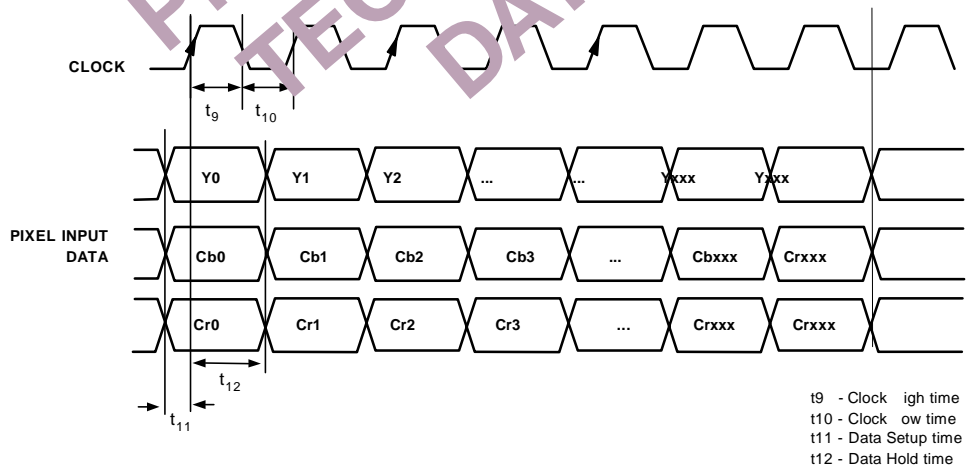 CLOCK
t9
t10
Y0 Y1 Y2 ... ... Yxxx Yxxx
PIXEL INPUT
DATA
Cb0 Cb1 Cb2 Cb3 ... Cbxxx Crxxx
Cr0 Cr1 Cr2 Cr3 ... Crxxx Crxxx
t12
t11
t9 - Clock igh time
t10 - Clock ow time
t11 - Data Setup time
t12 - Data Hold time